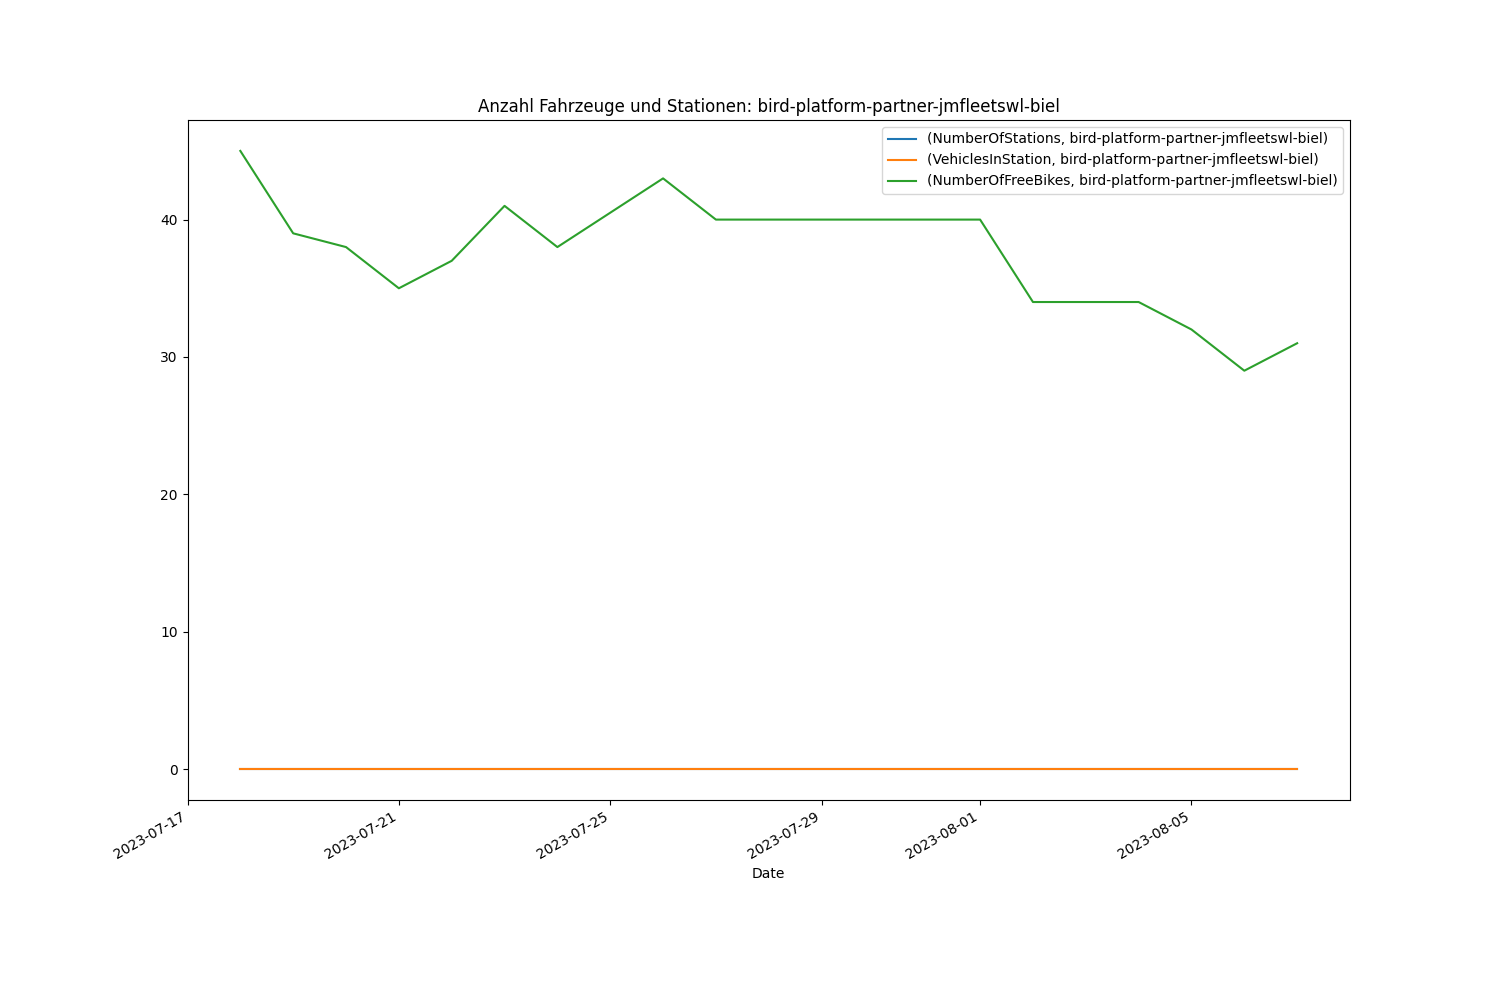 Anzahl Fahrzeuge und Stationen: bird-platform-partner-jmfleetswl-biel
(NumberOfStations, bird-platform-partner-jmfleetswl-biel)
(VehiclesInStation, bird-platform-partner-jmfleetswl-biel)
(NumberOfFreeBikes, bird-platform-partner-jmfleetswl-biel)
40
30
20
10
0
2023-07-17
2023-07-21
2023-07-25
2023-07-29
2023-08-01
2023-08-05
Date